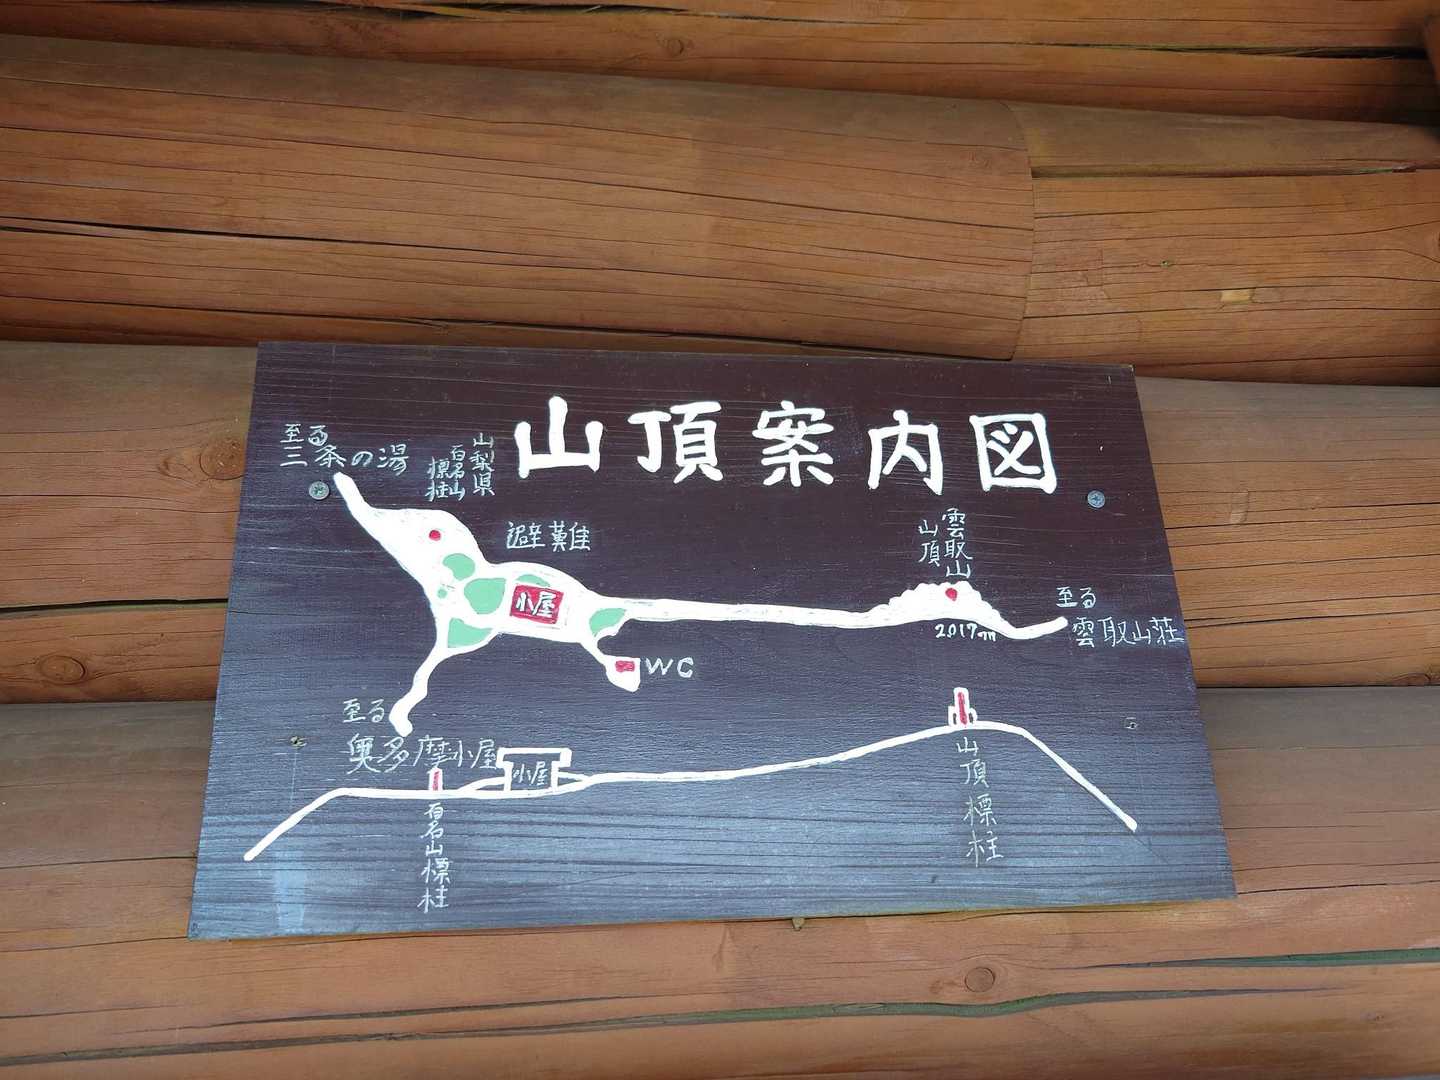 山頂案内図
至る
三条の湯
山梨県
百名山
標柱
避難
小屋
雲取山
山頂
2017m
至る
雲取山荘
WC
至る
奥多摩小屋
小屋
百名山標柱
山頂標柱